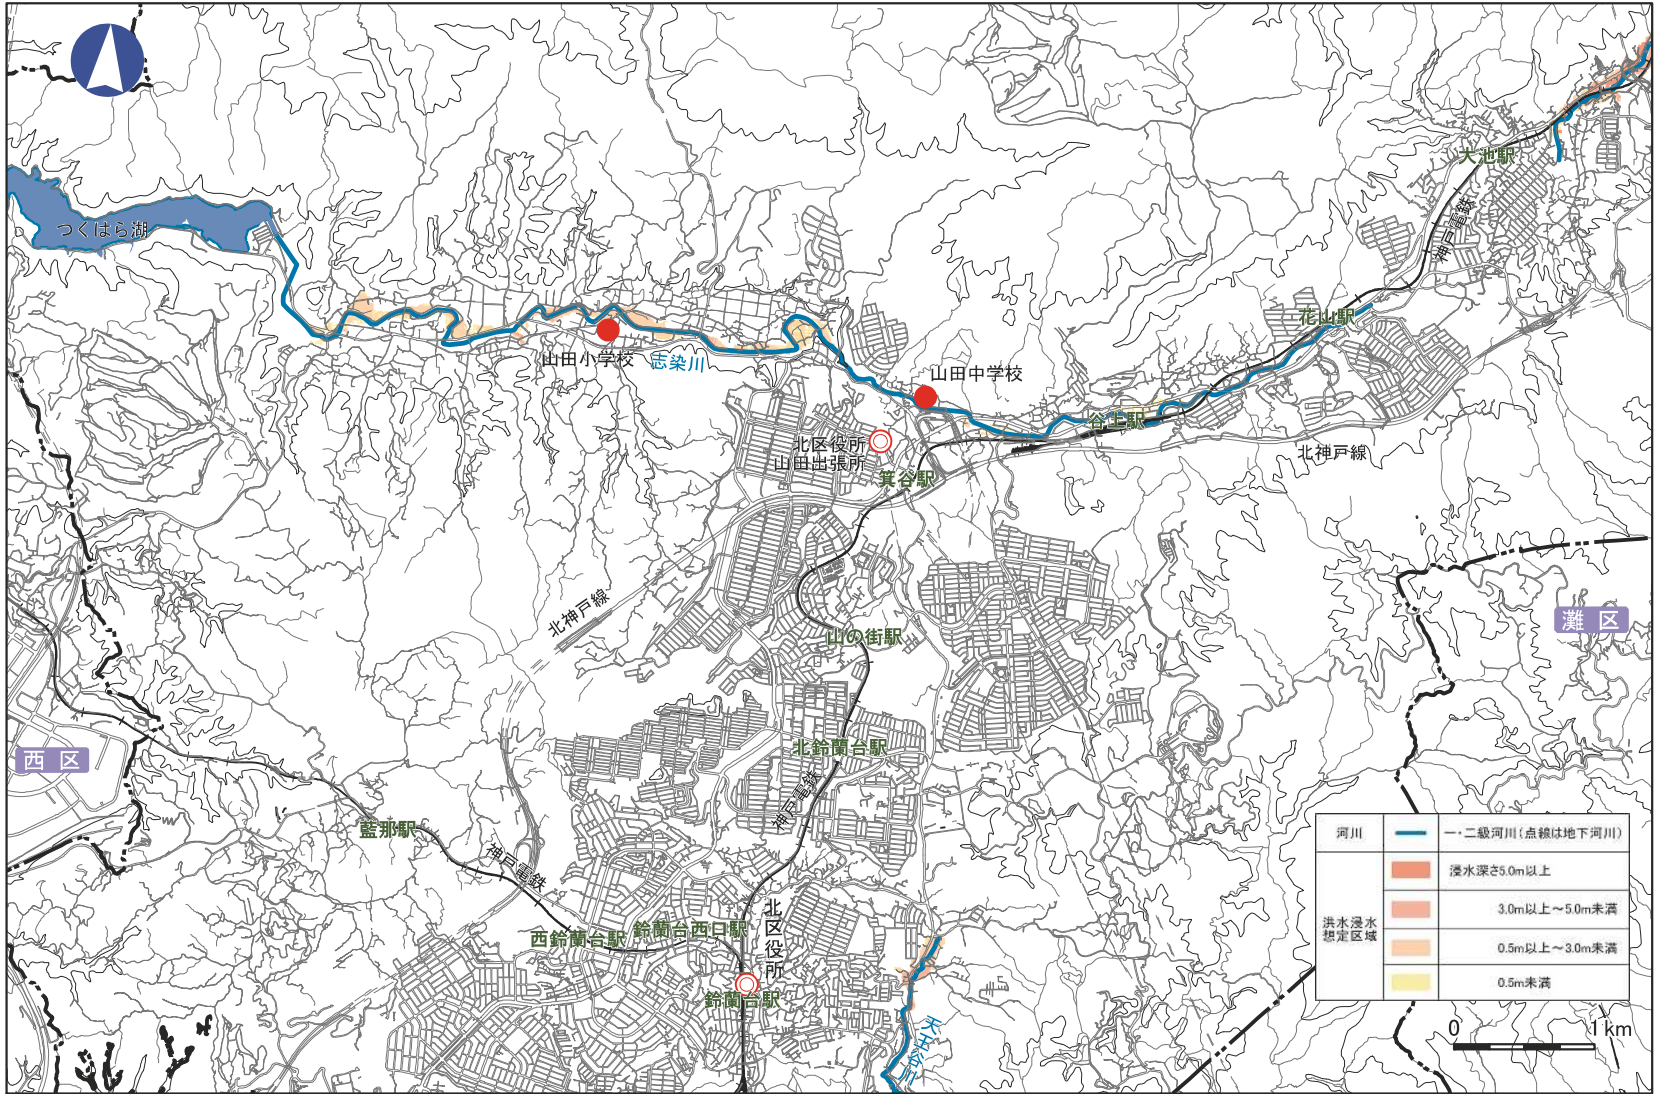 大池駅
神戸電鉄
つくはら湖
花山駅
山田小学校
志染川
山田中学校
谷上駅
北区役所
山田出張所
北神戸線
箕谷駅
北神戸線
山の街駅
灘区
西区
北鈴蘭台駅
神戸電鉄
藍那駅
神戸電鉄
西鈴蘭台駅
鈴蘭台西口駅
北区役所
鈴蘭台駅
天王谷川
河川
一・二級河川(点線は地下河川)
洪水浸水
想定区域
浸水深さ5.0m以上
3.0m以上～5.0m未満
0.5m以上～3.0m未満
0.5m未満
0 1km